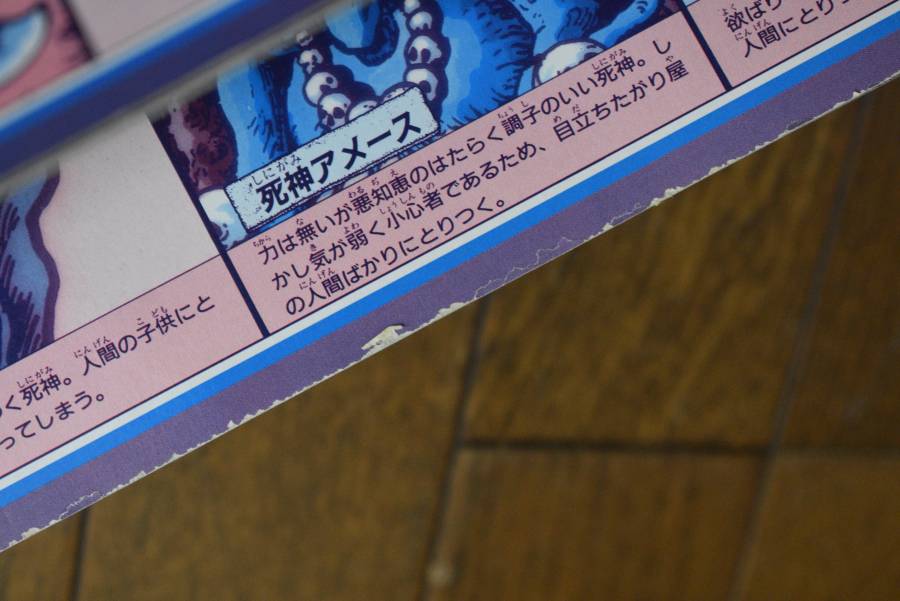 死神アメース
力は無いが悪知恵のはたらく調子のいい死神。し
かし気が弱く小心者であるため、目立ちたがり屋
の人間ばかりにとりつく。
く死神。人間の子供にと
ってしまう。
欲ばり
人間にとりつ